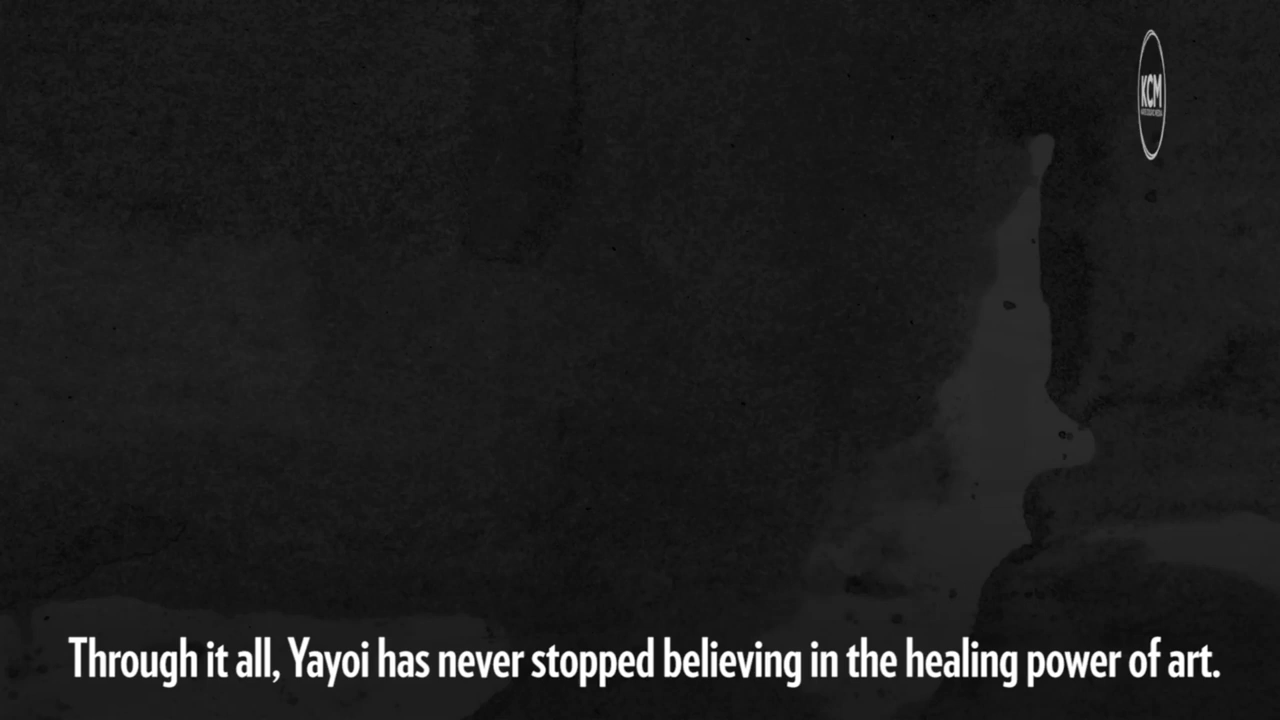 KCM
Through it all, Yayoi has never stopped believing in the healing power of art.